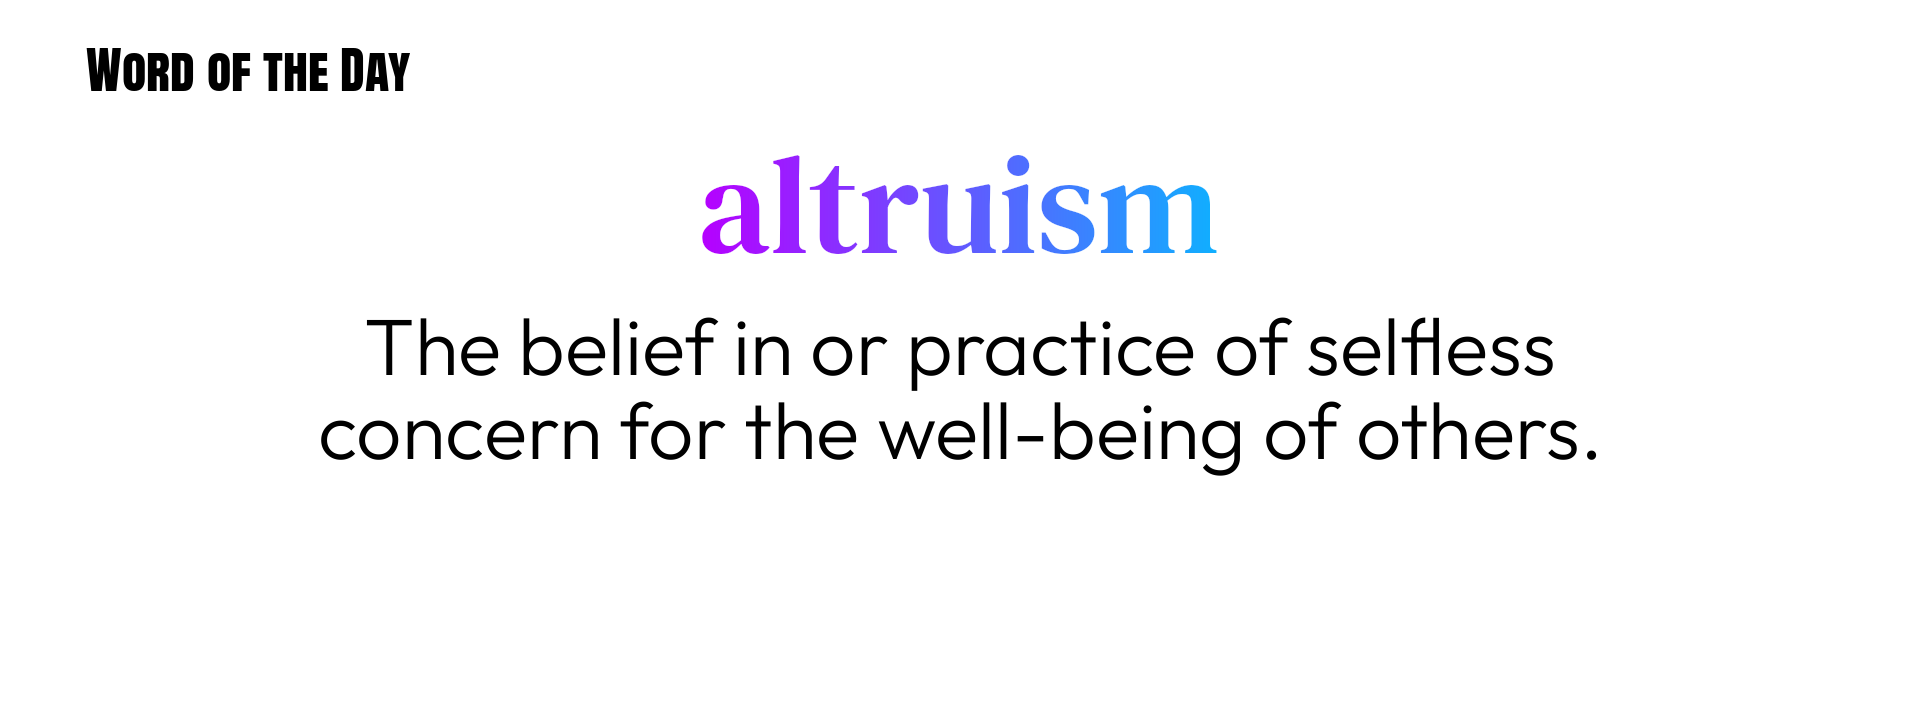 Word of the Day
altruism
The belief in or practice of selfless
concern for the well-being of others.